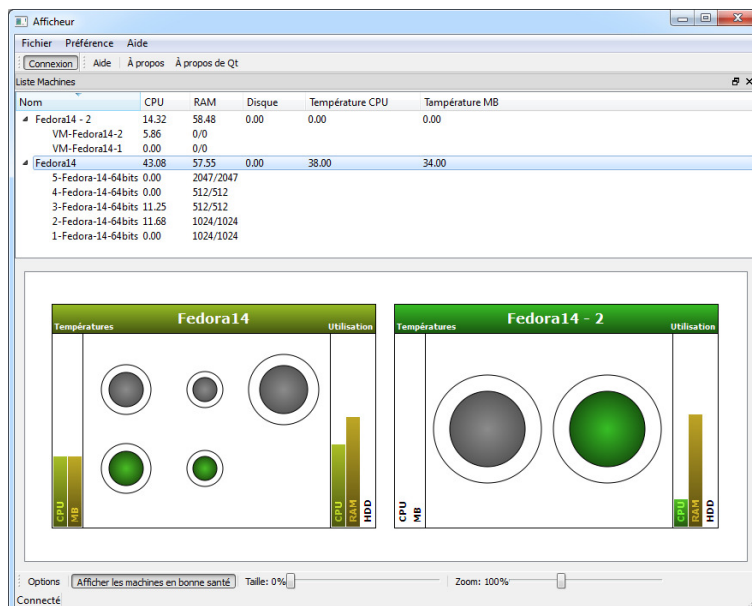 Afficheur
Fichier Préférence Aide
Connexion Aide À propos À propos de Qt
Liste Machines
Nom CPU RAM Disque Température CPU Tampérature MB
Fedora14 - 2 14.32 58.48 0.00 0.00 0.00
VM-Fedora14-2 5.86 0/0
VM-Fedora14-1 0.00 0/0
Fedora14 43.08 57.55 0.00 38.00 34.00
5-Fedora-14-64bits 0.00 2047/2047
4-Fedora-14-64bits 0.00 512/512
3-Fedora-14-64bits 11.25 512/512
2-Fedora-14-64bits 11.68 1024/1024
1-Fedora-14-64bits 0.00 1024/1024
Fedora14
Températures Utilisation
CPU MB CPU RAM HDD
Fedora14 - 2
Températures Utilisation
CPU MB CPU RAM HDD
Options Afficher les machines en bonne santé Taille: 0% Zoom: 100%
Connecté